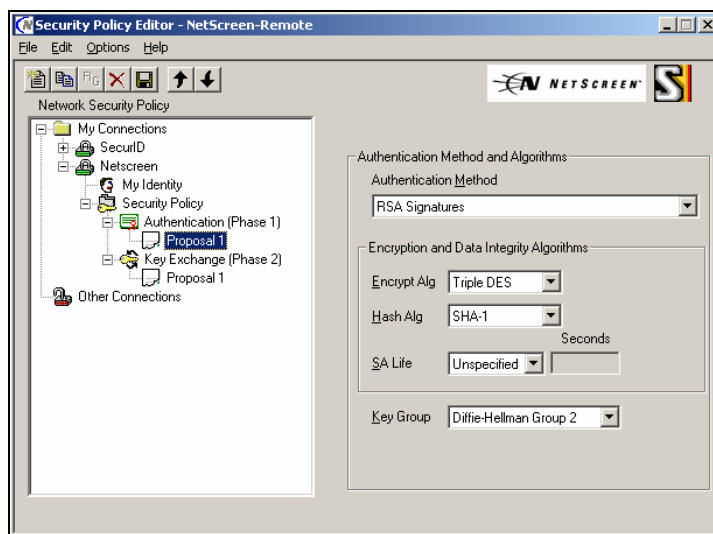 Security Policy Editor - NetScreen-Remote
File Edit Options Help
NETSCREEN
Network Security Policy
My Connections
SecurID
Netscreen
My Identity
Security Policy
Authentication (Phase 1)
Proposal 1
Key Exchange (Phase 2)
Proposal 1
Other Connections
Authentication Method and Algorithms
Authentication Method
RSA Signatures
Encryption and Data Integrity Algorithms
Encrypt Alg Triple DES
Hash Alg SHA-1
Seconds
SA Life Unspecified
Key Group Diffie-Hellman Group 2